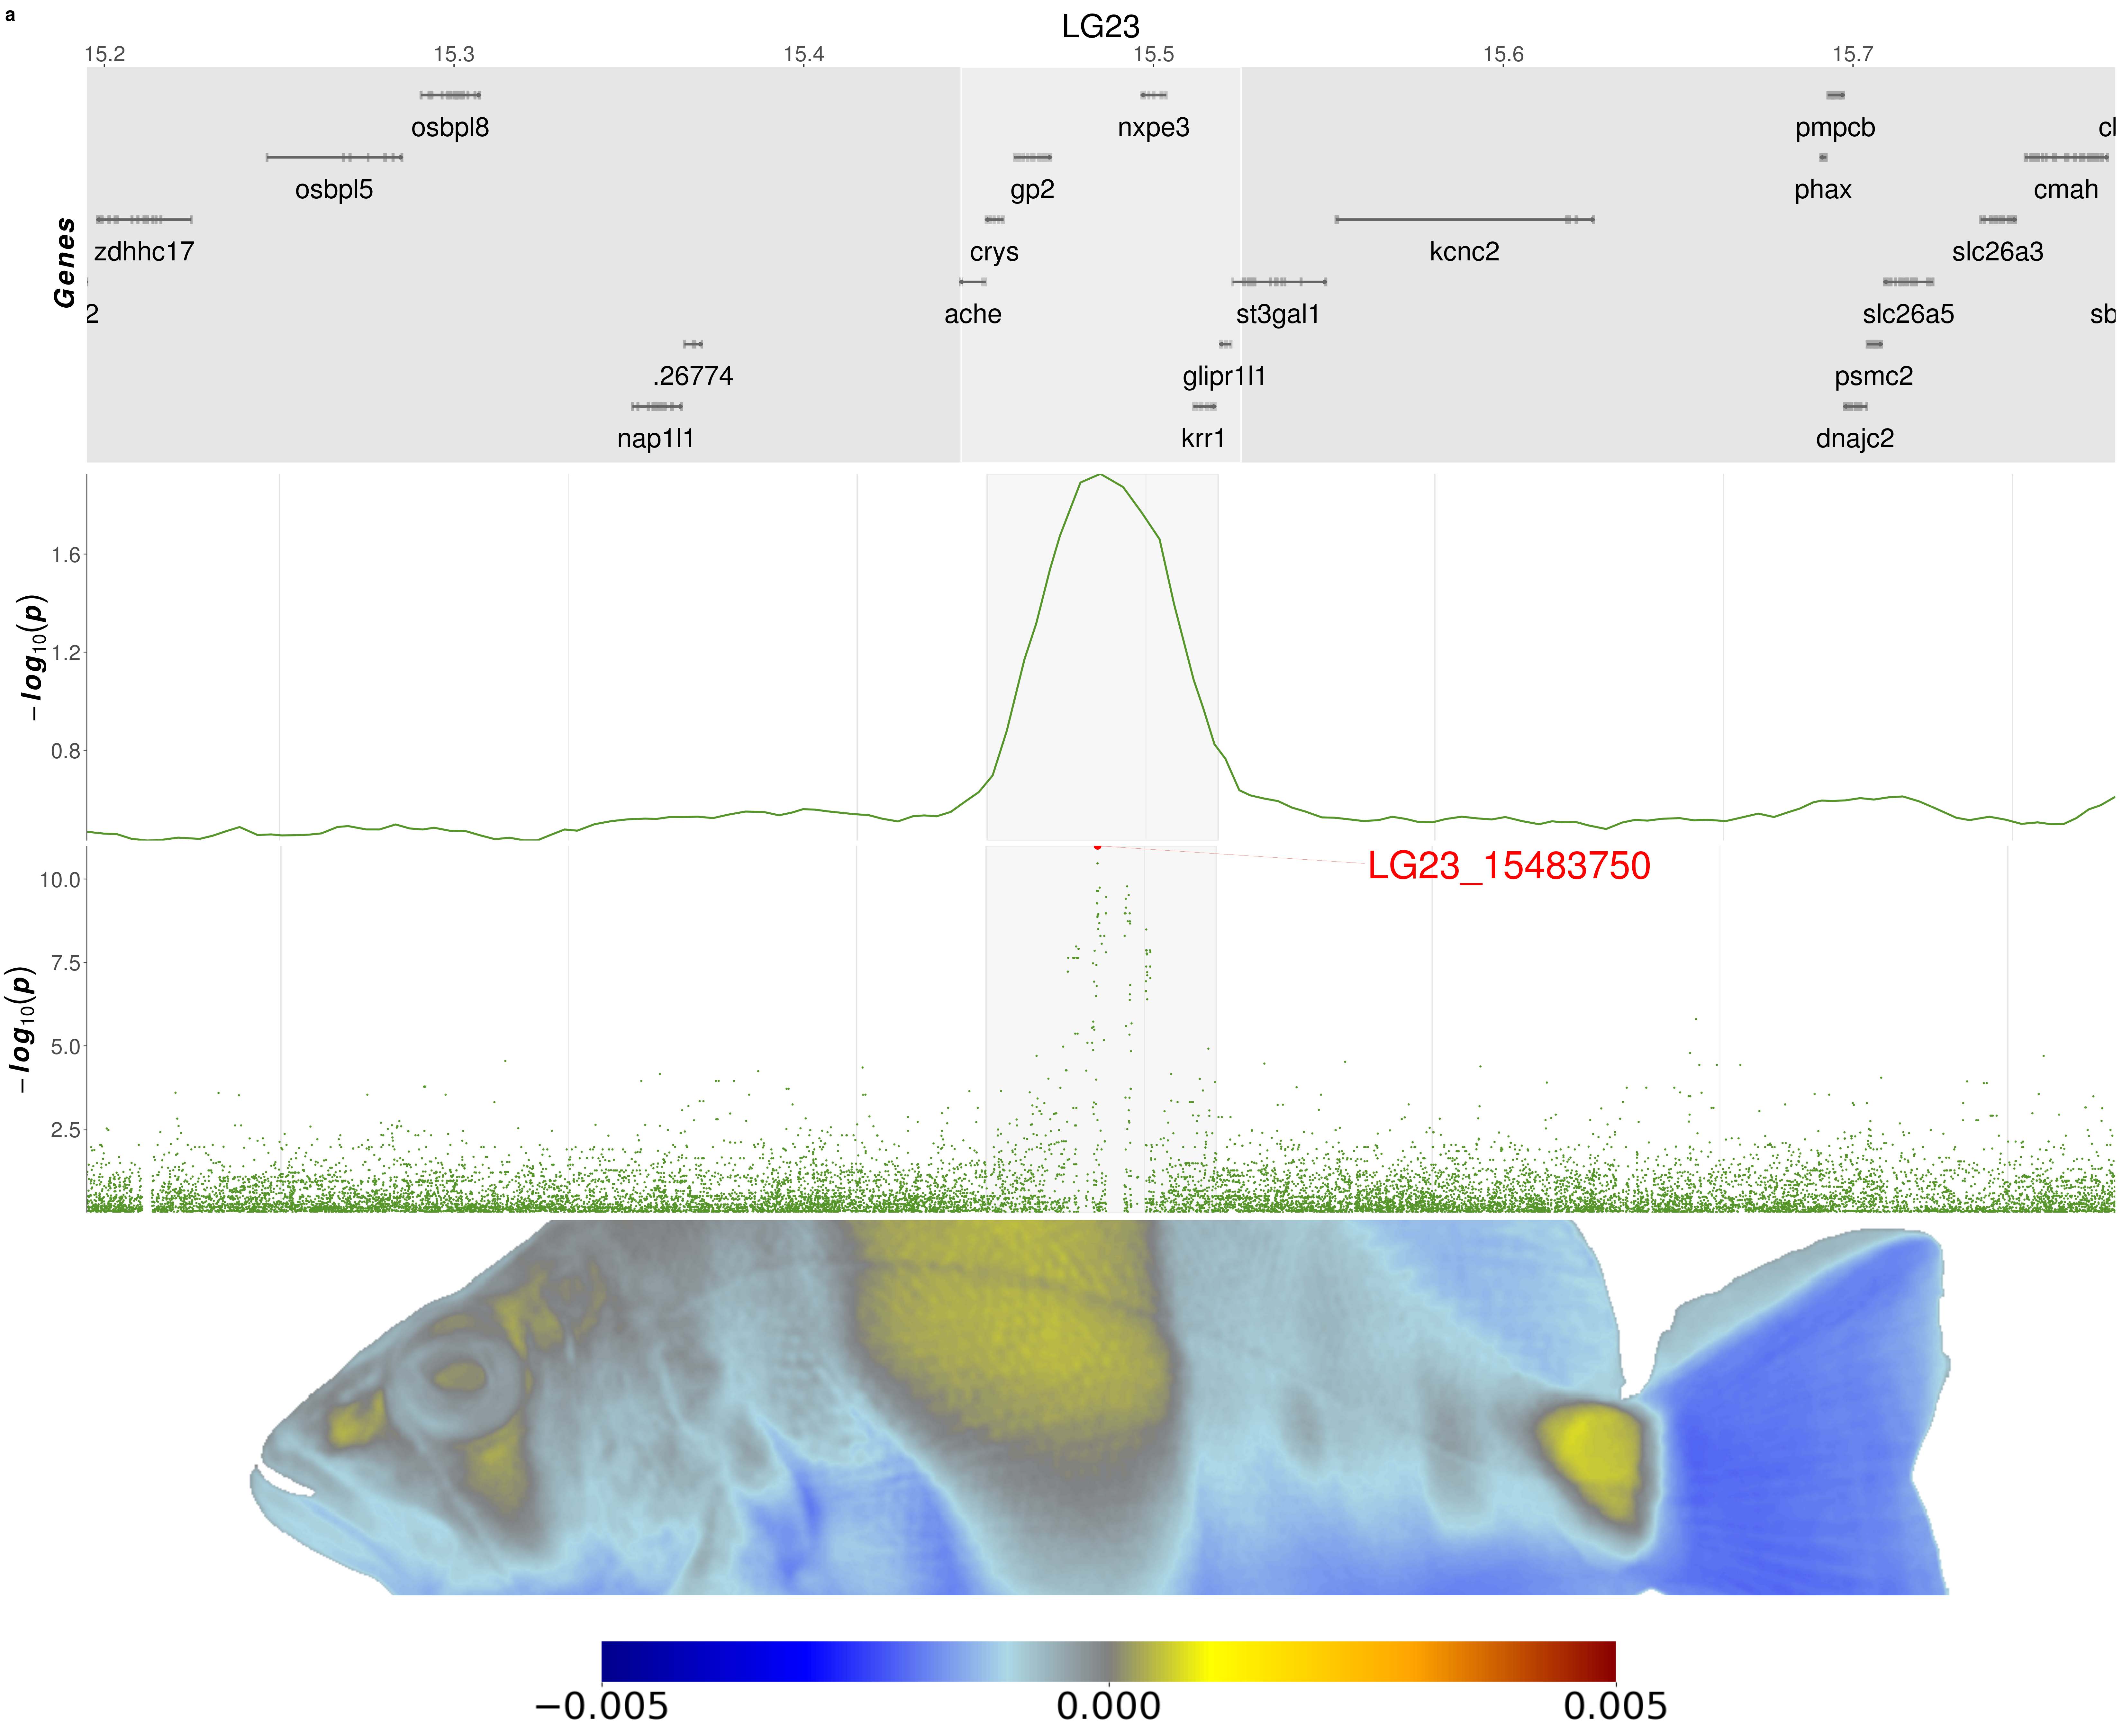 a
LG23
15.2 15.3 15.4 15.5 15.6 15.7
Genes
osbpl8 nxpe3 pmpcb cl
osbpl5 gp2 phax cmah
zdhhc17 crys kcnc2 slc26a3
2 ache st3gal1 slc26a5 sb
.26774 glipr1l1 psmc2
nap1l1 krr1 dnajc2
−log10(p)
1.6
1.2
0.8
−log10(p)
LG23_15483750
10.0
7.5
5.0
2.5
−0.005 0.000 0.005